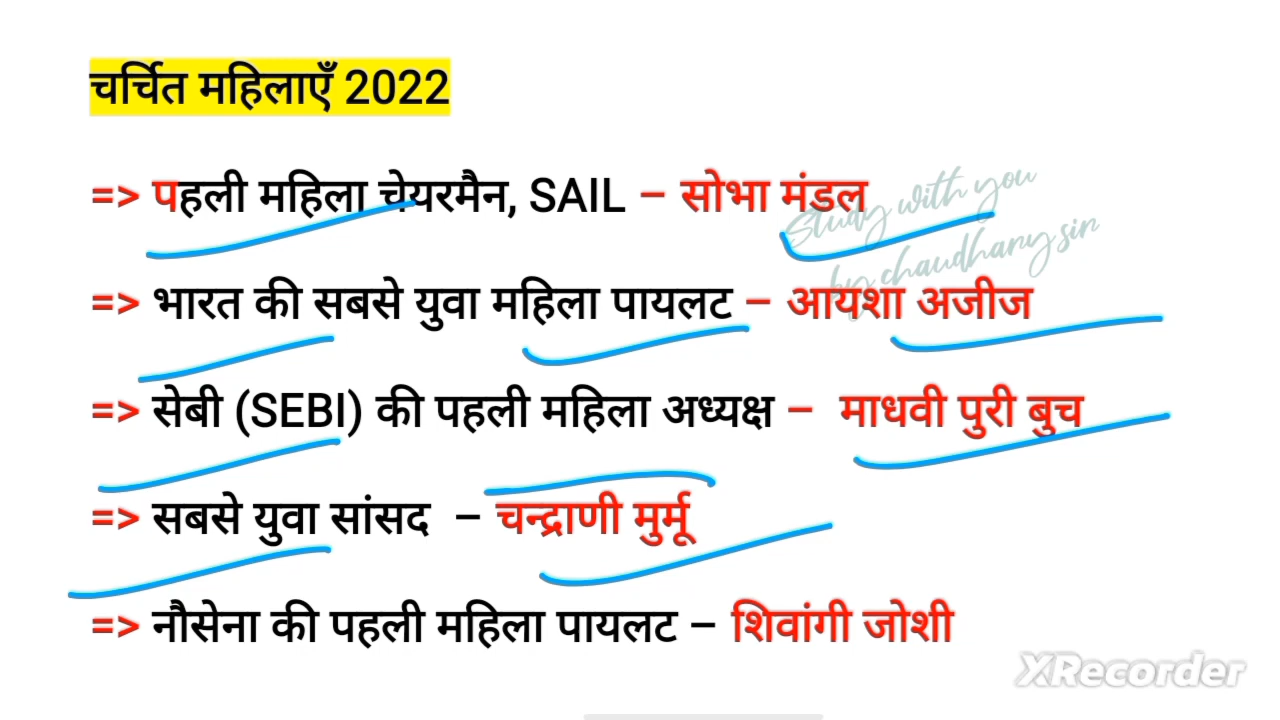 चर्चित महिलाएँ 2022
=> पहली महिला चेयरमैन, SAIL – सोभा मंडल
Study with you
by chaudhary sir
=> भारत की सबसे युवा महिला पायलट – आयशा अजीज
=> सेबी (SEBI) की पहली महिला अध्यक्ष – माधवी पुरी बुच
=> सबसे युवा सांसद – चन्द्राणी मुर्मू
=> नौसेना की पहली महिला पायलट – शिवांगी जोशी
XRecorder